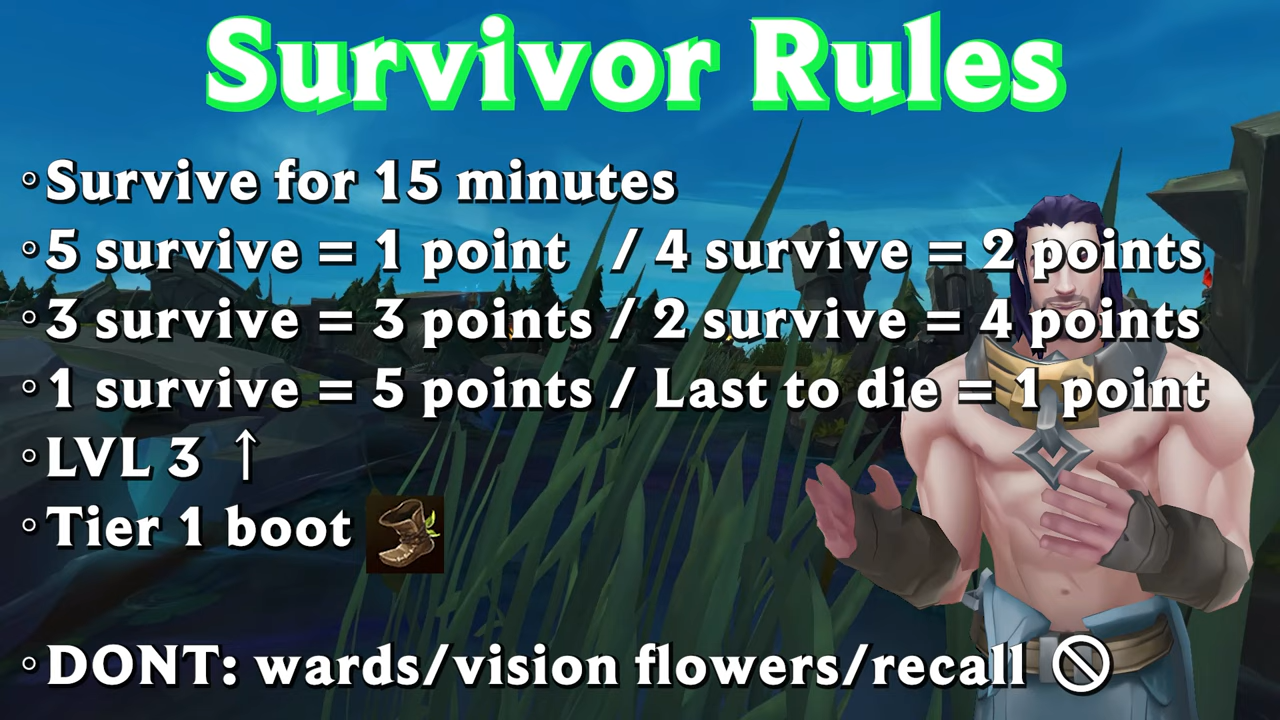 Survivor Rules
◦Survive for 15 minutes
◦5 survive = 1 point / 4 survive = 2 points
◦3 survive = 3 points / 2 survive = 4 points
◦1 survive = 5 points / Last to die = 1 point
◦LVL 3 ↑
◦Tier 1 boot
◦DONT: wards/vision flowers/recall